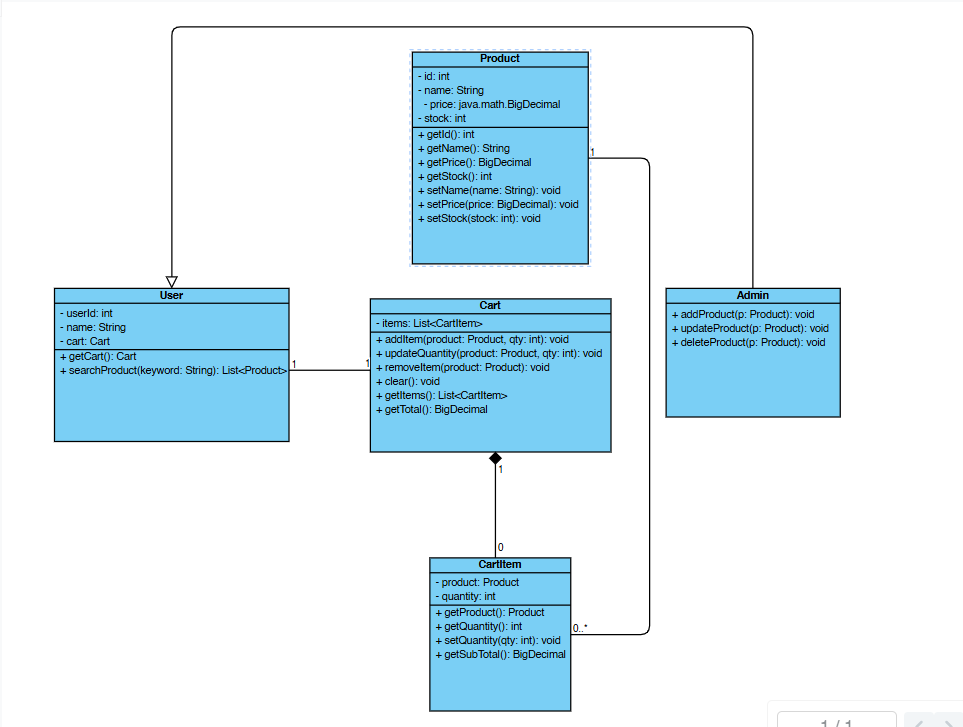 Product
- id: int
- name: String
- price: java.math.BigDecimal
- stock: int
+ getId(): int
+ getName(): String
+ getPrice(): BigDecimal
+ getStock(): int
+ setName(name: String): void
+ setPrice(price: BigDecimal): void
+ setStock(stock: int): void
1
User
- userId: int
- name: String
- cart: Cart
+ getCart(): Cart
+ searchProduct(keyword: String): List<Product>
1
1
Cart
- items: List<CartItem>
+ addItem(product: Product, qty: int): void
+ updateQuantity(product: Product, qty: int): void
+ removeItem(product: Product): void
+ clear(): void
+ getItems(): List<CartItem>
+ getTotal(): BigDecimal
Admin
+ addProduct(p: Product): void
+ updateProduct(p: Product): void
+ deleteProduct(p: Product): void
1
0
CartItem
- product: Product
- quantity: int
+ getProduct(): Product
+ getQuantity(): int
+ setQuantity(qty: int): void
+ getSubTotal(): BigDecimal
0..*
1 / 1